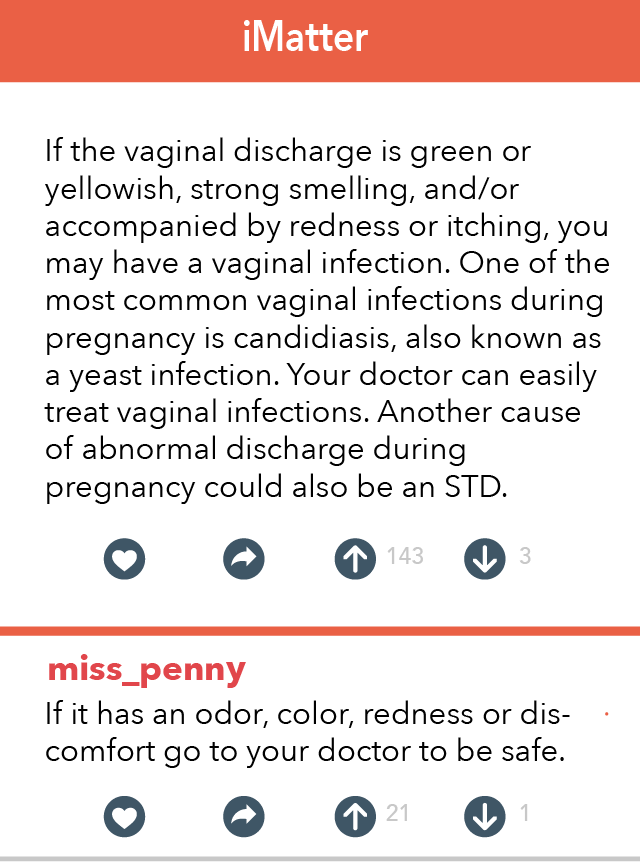 iMatter
If the vaginal discharge is green or
yellowish, strong smelling, and/or
accompanied by redness or itching, you
may have a vaginal infection. One of the
most common vaginal infections during
pregnancy is candidiasis, also known as
a yeast infection. Your doctor can easily
treat vaginal infections. Another cause
of abnormal discharge during
pregnancy could also be an STD.
143 3
miss_penny
If it has an odor, color, redness or dis-
comfort go to your doctor to be safe.
21 1